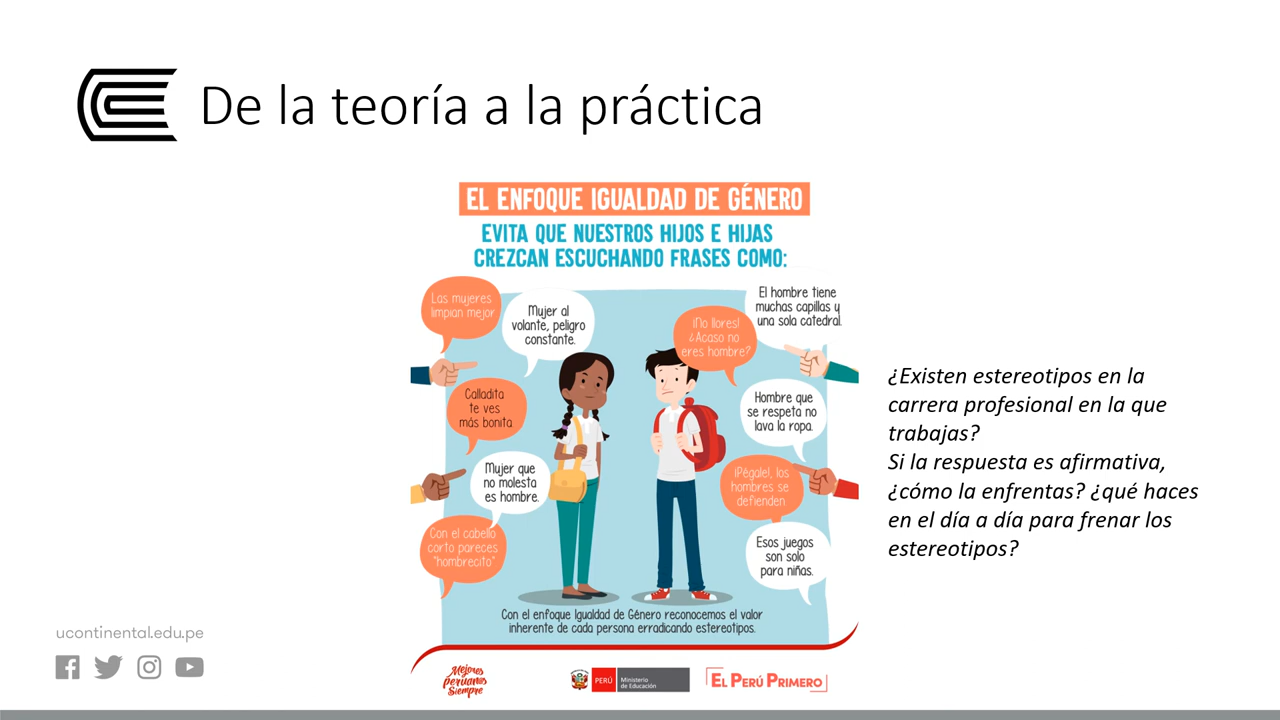 De la teoría a la práctica
EL ENFOQUE IGUALDAD DE GÉNERO
EVITA QUE NUESTROS HIJOS E HIJAS
CREZCAN ESCUCHANDO FRASES COMO:
Las mujeres
limpian mejor
Mujer al
volante, peligro
constante.
Calladita
te ves
más bonita
Mujer que
no molesta
es hombre.
Con el cabello
corto pareces
"hombrecito"
¡No llores!
¿Acaso no
eres hombre?
El hombre tiene
muchas capillas y
una sola catedral.
Hombre que
se respeta no
lava la ropa.
¡Pégale!, los
hombres se
defienden
Esos juegos
son solo
para niñas.
Con el enfoque Igualdad de Género reconocemos el valor
inherente de cada persona erradicando estereotipos.
Mejores
Peruanos
Siempre
PERÚ
Ministerio
de Educación
EL PERÚ PRIMERO
¿Existen estereotipos en la
carrera profesional en la que
trabajas?
Si la respuesta es afirmativa,
¿cómo la enfrentas? ¿qué haces
en el día a día para frenar los
estereotipos?
ucontinental.edu.pe